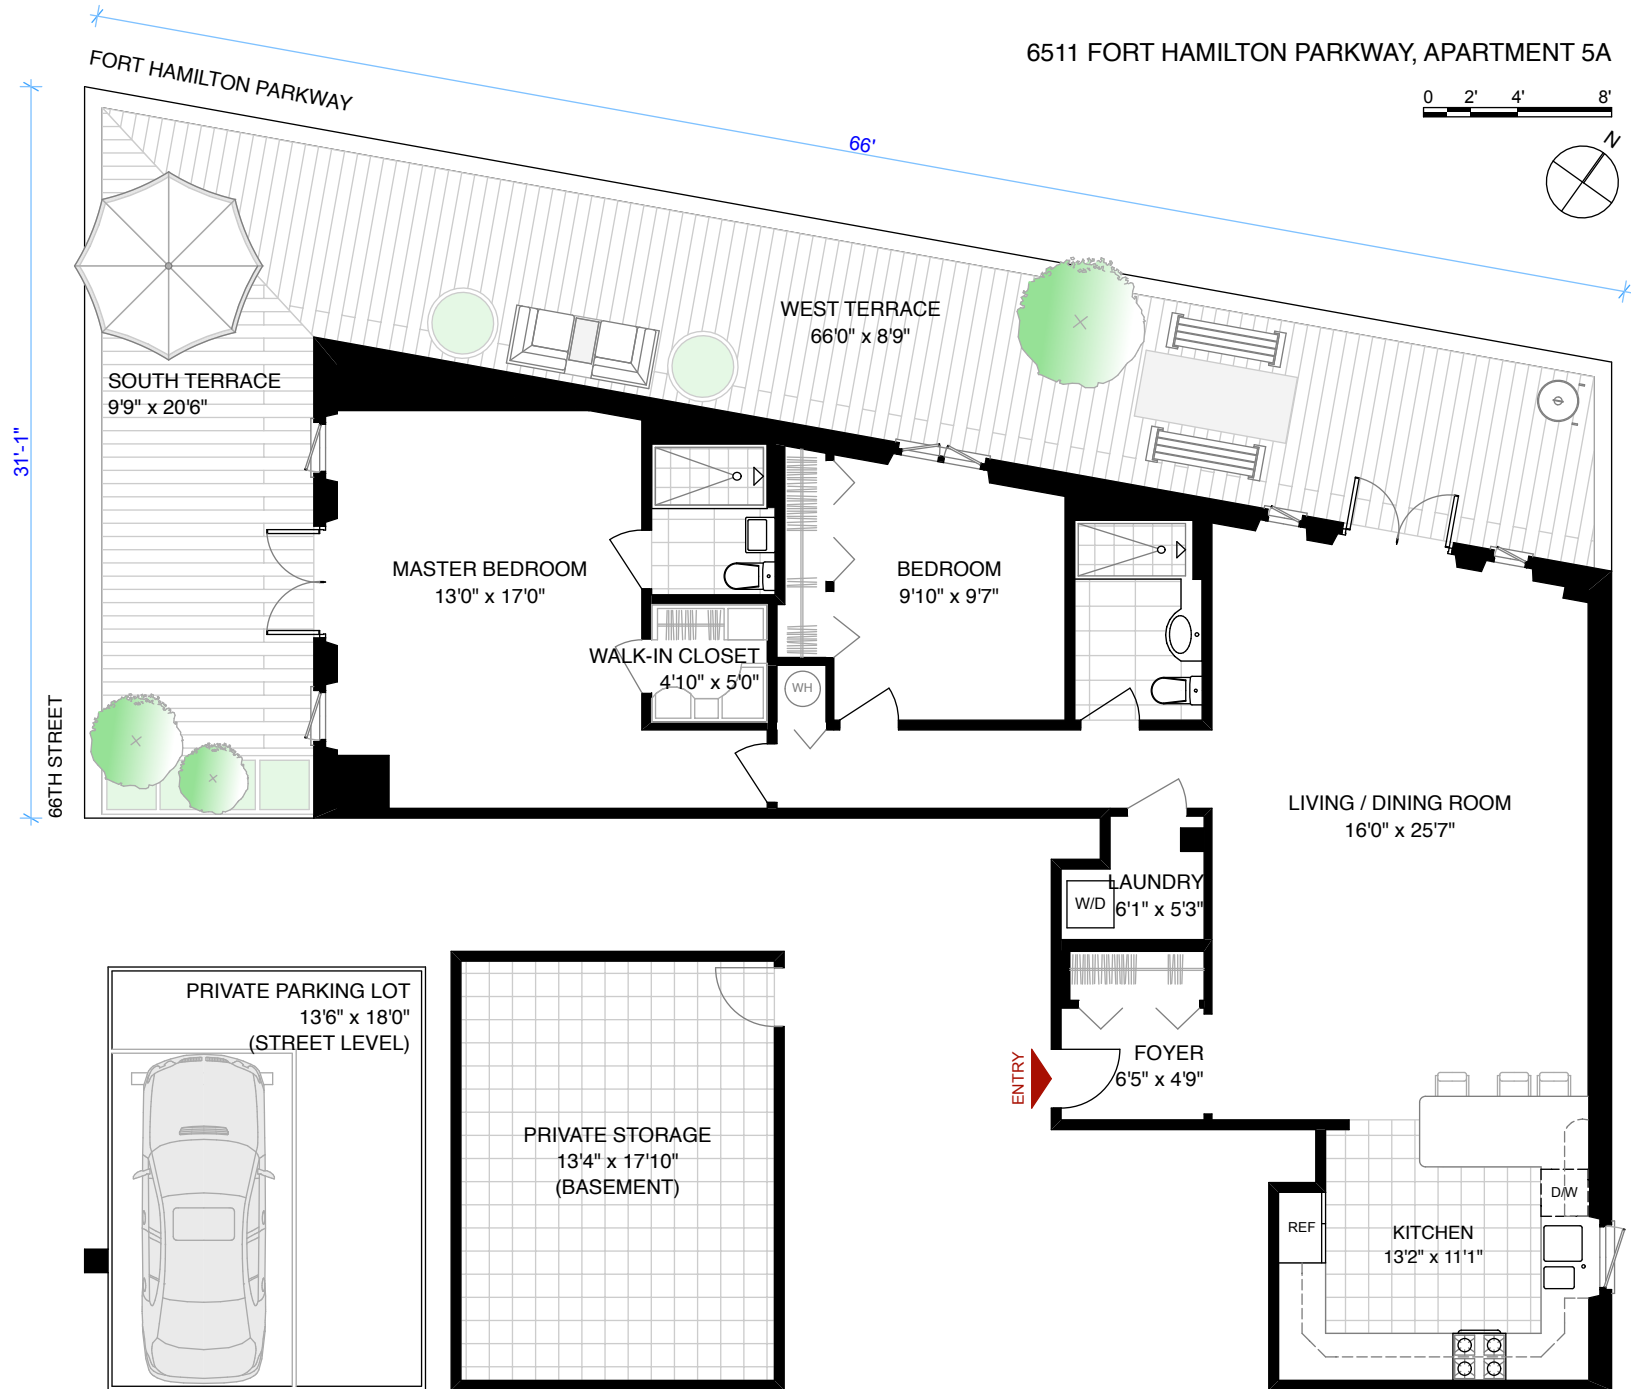 6511 FORT HAMILTON PARKWAY, APARTMENT 5A
0 2' 4' 8'
N
FORT HAMILTON PARKWAY
66'
31'-1"
66TH STREET
WEST TERRACE
66'0" x 8'9"
SOUTH TERRACE
9'9" x 20'6"
MASTER BEDROOM
13'0" x 17'0"
BEDROOM
9'10" x 9'7"
WALK-IN CLOSET
4'10" x 5'0"
WH
LIVING / DINING ROOM
16'0" x 25'7"
LAUNDRY
6'1" x 5'3"
W/D
FOYER
6'5" x 4'9"
ENTRY
PRIVATE PARKING LOT
13'6" x 18'0"
(STREET LEVEL)
PRIVATE STORAGE
13'4" x 17'10"
(BASEMENT)
D/W
REF
KITCHEN
13'2" x 11'1"